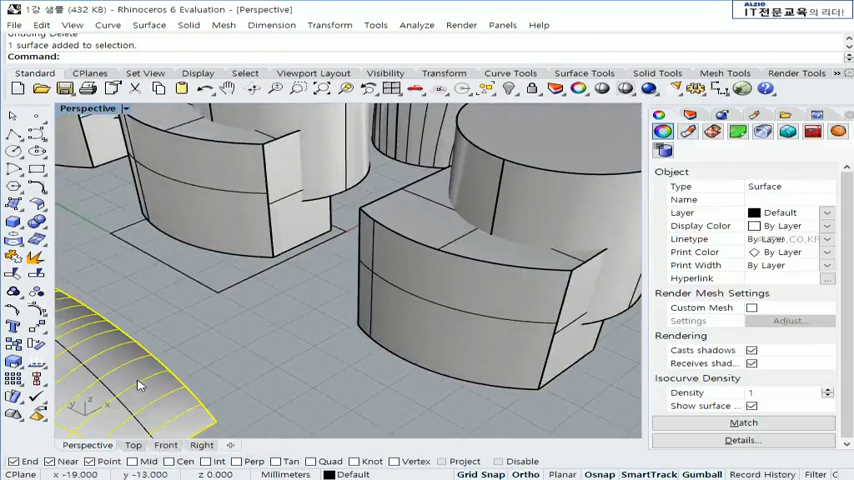 1강 샘플 (432 KB) - Rhinoceros 6 Evaluation - [Perspective]
ALZIO
IT전문교육의 리더!
File Edit View Curve Surface Solid Mesh Dimension Transform Tools Analyze Render Panels Help
Undoing Delete
1 surface added to selection.
Command:
Standard CPlanes Set View Display Select Viewport Layout Visibility Transform Curve Tools Surface Tools Solid Tools Mesh Tools Render Tools »
Perspective
Object
Type Surface
Name
Layer Default
Display Color By Layer
Linetype By Layer
Print Color By Layer
Print Width By Layer
Hyperlink ...
Render Mesh Settings
Custom Mesh
Settings Adjust...
Rendering
Casts shadows
Receives shad...
Isocurve Density
Density 1
Show surface ...
Match
Details...
z
y x
Perspective Top Front Right
End Near Point Mid Cen Int Perp Tan Quad Knot Vertex Project Disable
CPlane x -19.000 y -13.000 z 0.000 Millimeters Default Grid Snap Ortho Planar Osnap SmartTrack Gumball Record History Filter